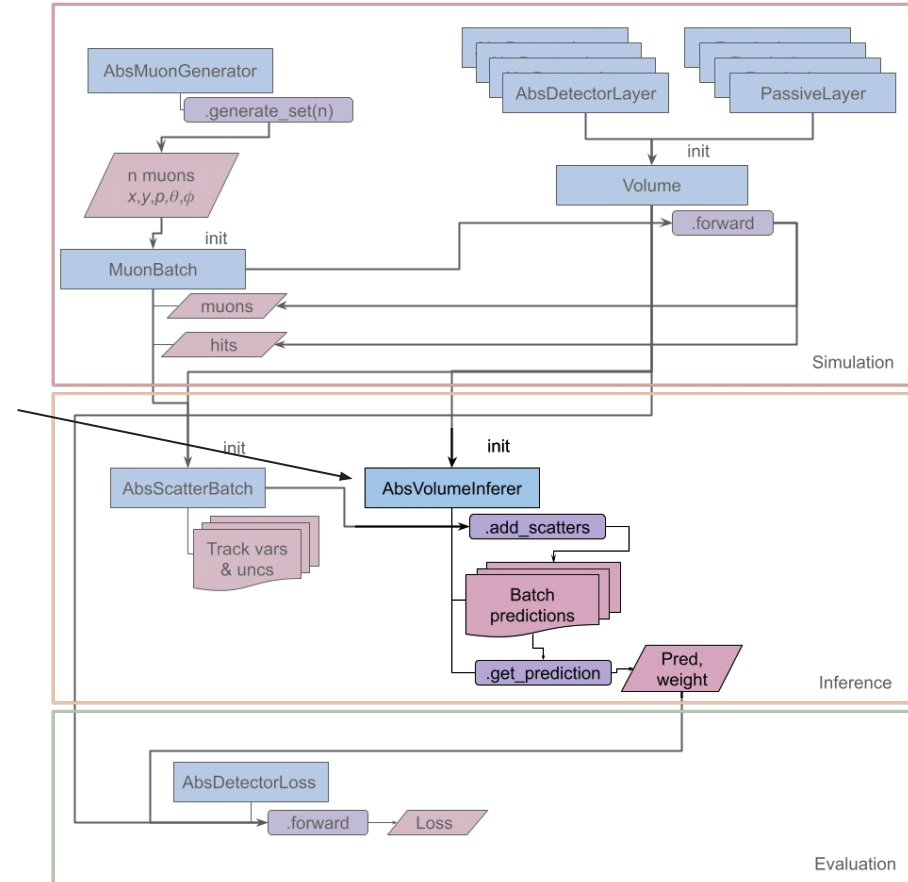 AbsMuonGenerator
.generate_set(n)
n muons
x,y,p,θ,ϕ
init
MuonBatch
muons
hits
AbsDetectorLayer
PassiveLayer
init
Volume
.forward
Simulation
init
AbsScatterBatch
Track vars
& uncs
init
AbsVolumeInferer
.add_scatters
Batch
predictions
.get_prediction
Pred,
weight
Inference
AbsDetectorLoss
.forward
Loss
Evaluation